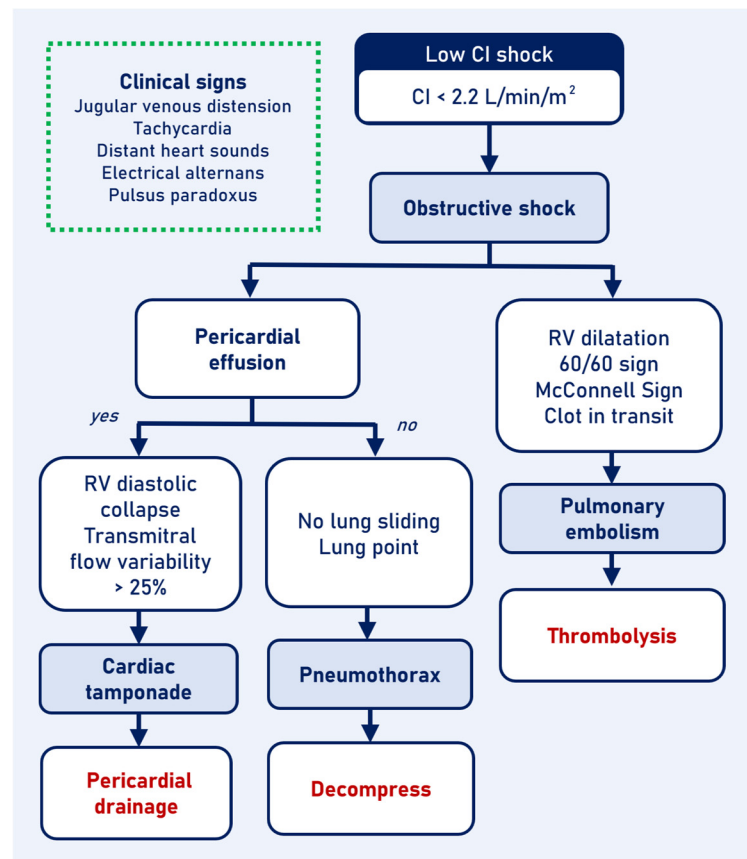 Clinical signs
Jugular venous distension
Tachycardia
Distant heart sounds
Electrical alternans
Pulsus paradoxus
Low CI shock
CI < 2.2 L/min/m²
Obstructive shock
Pericardial
effusion
RV dilatation
60/60 sign
McConnell Sign
Clot in transit
yes
no
RV diastolic
collapse
Transmitral
flow variability
> 25%
No lung sliding
Lung point
Pulmonary
embolism
Thrombolysis
Cardiac
tamponade
Pneumothorax
Pericardial
drainage
Decompress